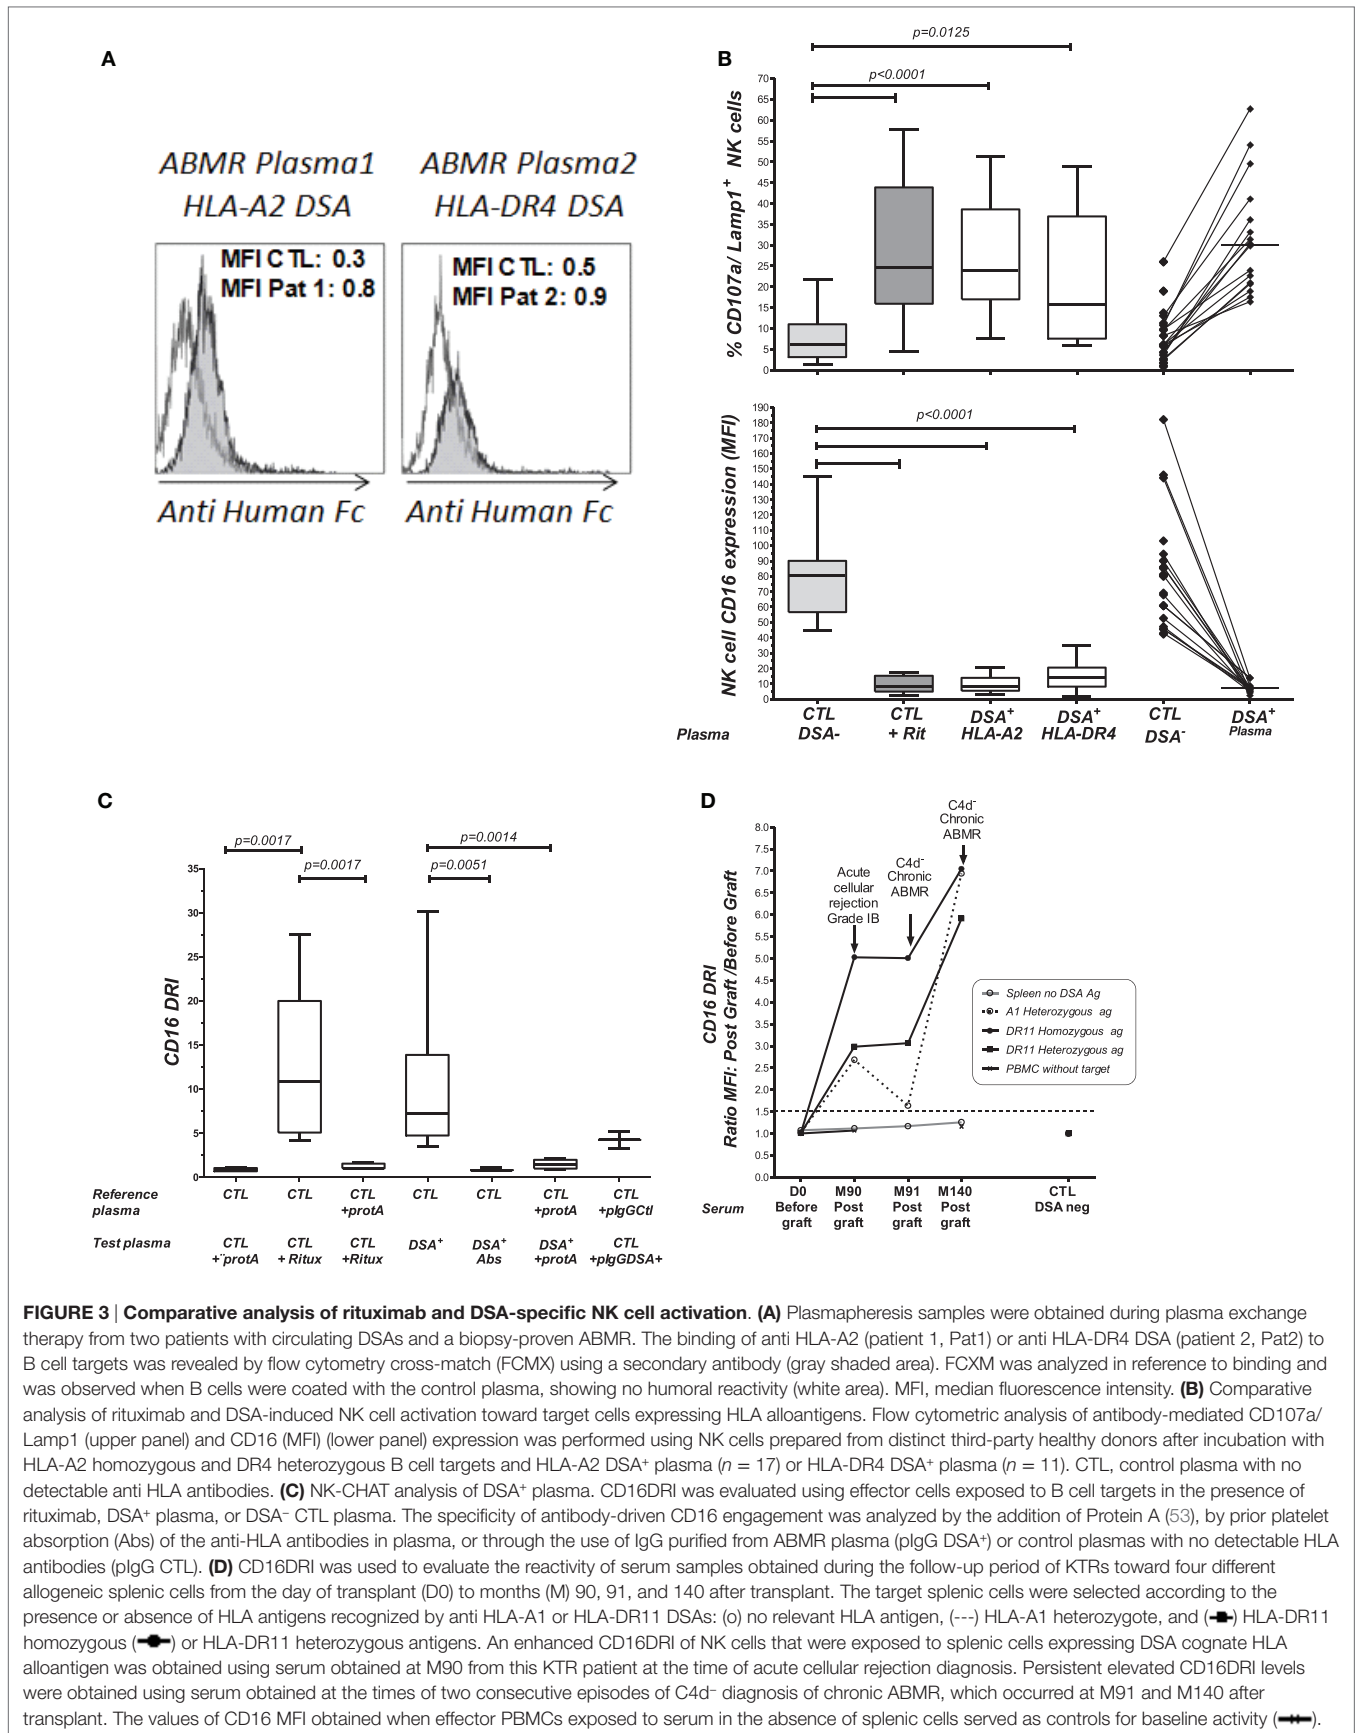 A
ABMR Plasma1
HLA-A2 DSA
MFI CTL: 0.3
MFI Pat 1: 0.8
Anti Human Fc
ABMR Plasma2
HLA-DR4 DSA
MFI CTL: 0.5
MFI Pat 2: 0.9
Anti Human Fc
B
p=0.0125
p<0.0001
% CD107a/ Lamp1+ NK cells
70
65
60
55
50
45
40
35
30
25
20
15
10
5
0
p<0.0001
NK cell CD16 expression (MFI)
190
180
170
160
150
140
130
120
110
100
90
80
70
60
50
40
30
20
10
0
Plasma
CTL
DSA-
CTL
+ Rit
DSA+
HLA-A2
DSA+
HLA-DR4
CTL
DSA-
DSA+
Plasma
C
p=0.0017
p=0.0017
p=0.0014
p=0.0051
CD16 DRI
35
30
25
20
15
10
5
0
Reference
plasma
CTL
CTL
CTL
+protA
CTL
CTL
CTL
+protA
CTL
+pIgGCtl
Test plasma
CTL
+¨protA
CTL
+ Ritux
CTL
+Ritux
DSA+
DSA+
Abs
DSA+
+protA
CTL
+pIgGDSA+
D
CD16 DRI
Ratio MFI: Post Graft /Before Graft
8.0
7.5
7.0
6.5
6.0
5.5
5.0
4.5
4.0
3.5
3.0
2.5
2.0
1.5
1.0
0.5
0.0
Acute
cellular
rejection
Grade IB
C4d-
Chronic
ABMR
C4d-
Chronic
ABMR
Spleen no DSA Ag
A1 Heterozygous ag
DR11 Homozygous ag
DR11 Heterozygous ag
PBMC without target
Serum
D0
Before
graft
M90
Post
graft
M91
Post
graft
M140
Post
graft
CTL
DSA neg
FIGURE 3 | Comparative analysis of rituximab and DSA-specific NK cell activation. (A) Plasmapheresis samples were obtained during plasma exchange
therapy from two patients with circulating DSAs and a biopsy-proven ABMR. The binding of anti HLA-A2 (patient 1, Pat1) or anti HLA-DR4 DSA (patient 2, Pat2) to
B cell targets was revealed by flow cytometry cross-match (FCMX) using a secondary antibody (gray shaded area). FCXM was analyzed in reference to binding and
was observed when B cells were coated with the control plasma, showing no humoral reactivity (white area). MFI, median fluorescence intensity. (B) Comparative
analysis of rituximab and DSA-induced NK cell activation toward target cells expressing HLA alloantigens. Flow cytometric analysis of antibody-mediated CD107a/
Lamp1 (upper panel) and CD16 (MFI) (lower panel) expression was performed using NK cells prepared from distinct third-party healthy donors after incubation with
HLA-A2 homozygous and DR4 heterozygous B cell targets and HLA-A2 DSA+ plasma (n = 17) or HLA-DR4 DSA+ plasma (n = 11). CTL, control plasma with no
detectable anti HLA antibodies. (C) NK-CHAT analysis of DSA+ plasma. CD16DRI was evaluated using effector cells exposed to B cell targets in the presence of
rituximab, DSA+ plasma, or DSA− CTL plasma. The specificity of antibody-driven CD16 engagement was analyzed by the addition of Protein A (53), by prior platelet
absorption (Abs) of the anti-HLA antibodies in plasma, or through the use of IgG purified from ABMR plasma (pIgG DSA+) or control plasmas with no detectable HLA
antibodies (pIgG CTL). (D) CD16DRI was used to evaluate the reactivity of serum samples obtained during the follow-up period of KTRs toward four different
allogeneic splenic cells from the day of transplant (D0) to months (M) 90, 91, and 140 after transplant. The target splenic cells were selected according to the
presence or absence of HLA antigens recognized by anti HLA-A1 or HLA-DR11 DSAs: (o) no relevant HLA antigen, (---) HLA-A1 heterozygote, and (■) HLA-DR11
homozygous (●) or HLA-DR11 heterozygous antigens. An enhanced CD16DRI of NK cells that were exposed to splenic cells expressing DSA cognate HLA
alloantigen was obtained using serum obtained at M90 from this KTR patient at the time of acute cellular rejection diagnosis. Persistent elevated CD16DRI levels
were obtained using serum obtained at the times of two consecutive episodes of C4d− diagnosis of chronic ABMR, which occurred at M91 and M140 after
transplant. The values of CD16 MFI obtained when effector PBMCs exposed to serum in the absence of splenic cells served as controls for baseline activity ( ).